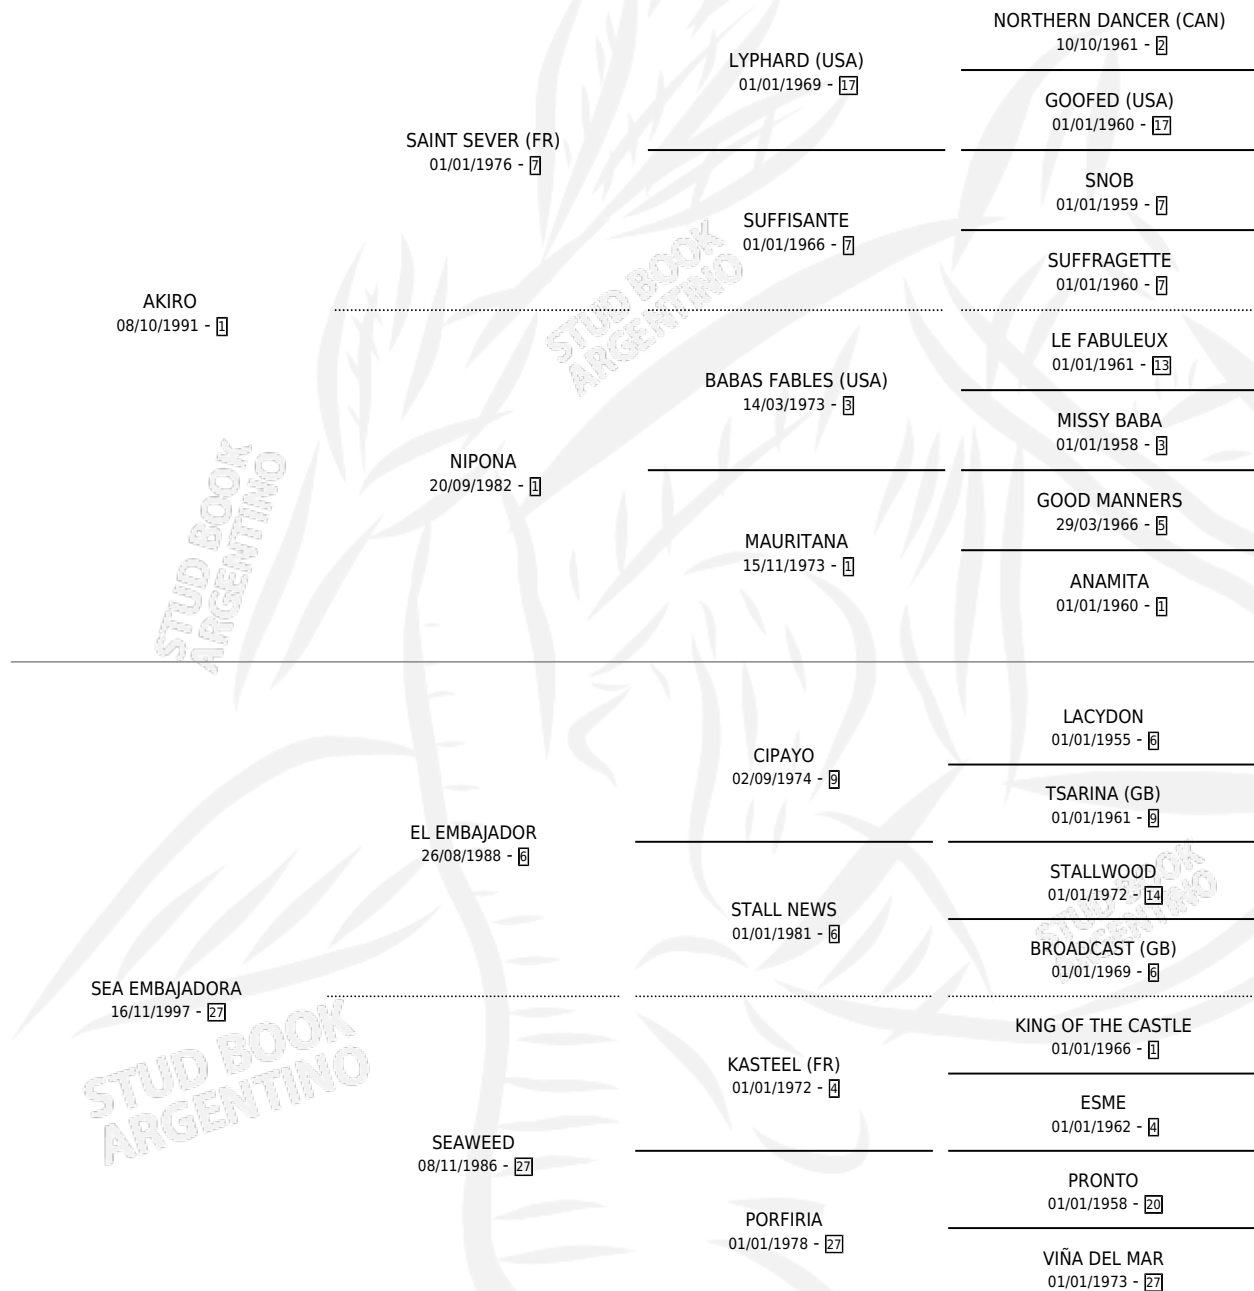 NORTHERN DANCER (CAN)
10/10/1961 - 2
LYPHARD (USA)
01/01/1969 - 17
GOOFED (USA)
01/01/1960 - 17
SAINT SEVER (FR)
01/01/1976 - 7
SNOB
01/01/1959 - 7
SUFFISANTE
01/01/1966 - 7
SUFFRAGETTE
01/01/1960 - 7
AKIRO
08/10/1991 - 1
LE FABULEUX
01/01/1961 - 13
BABAS FABLES (USA)
14/03/1973 - 3
MISSY BABA
01/01/1958 - 3
NIPONA
20/09/1982 - 1
GOOD MANNERS
29/03/1966 - 5
MAURITANA
15/11/1973 - 1
ANAMITA
01/01/1960 - 1
LACYDON
01/01/1955 - 6
CIPAYO
02/09/1974 - 9
TSARINA (GB)
01/01/1961 - 9
EL EMBAJADOR
26/08/1988 - 6
STALLWOOD
01/01/1972 - 14
STALL NEWS
01/01/1981 - 6
BROADCAST (GB)
01/01/1969 - 6
SEA EMBAJADORA
16/11/1997 - 27
KING OF THE CASTLE
01/01/1966 - 1
KASTEEL (FR)
01/01/1972 - 4
ESME
01/01/1962 - 4
SEAWEED
08/11/1986 - 27
PRONTO
01/01/1958 - 20
PORFIRIA
01/01/1978 - 27
VIÑA DEL MAR
01/01/1973 - 27
STUD BOOK
ARGENTINO
STUD BOOK
ARGENTINO
STUD BOOK
ARGENTINO
STUD BOOK
ARGENTINO